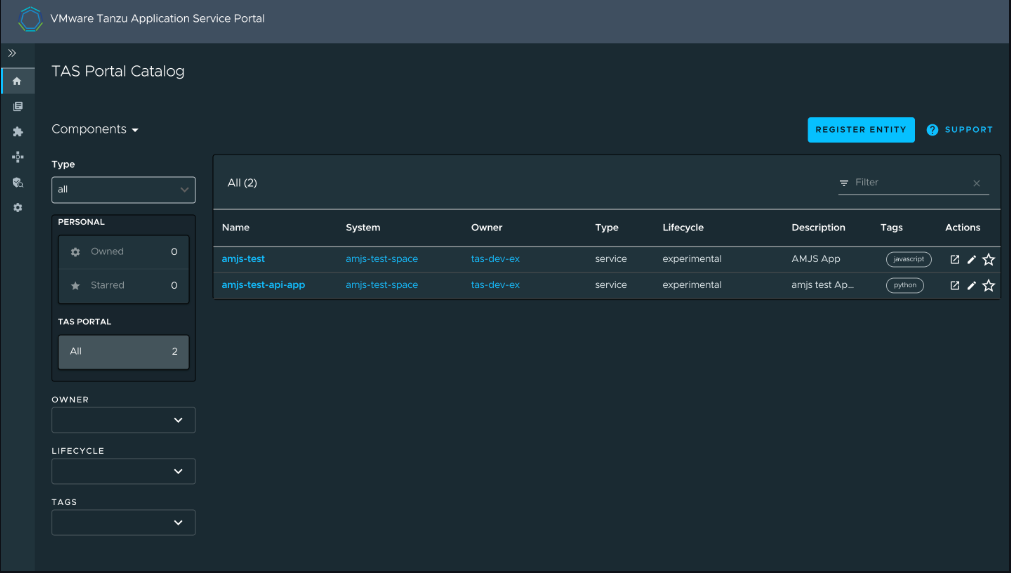 VMware Tanzu Application Service Portal
TAS Portal Catalog
Components
REGISTER ENTITY
SUPPORT
Type
all
PERSONAL
Owned 0
Starred 0
TAS PORTAL
All 2
OWNER
LIFECYCLE
TAGS
All (2)
Filter
Name System Owner Type Lifecycle Description Tags Actions
amjs-test amjs-test-space tas-dev-ex service experimental AMJS App javascript
amjs-test-api-app amjs-test-space tas-dev-ex service experimental amjs test Ap... python